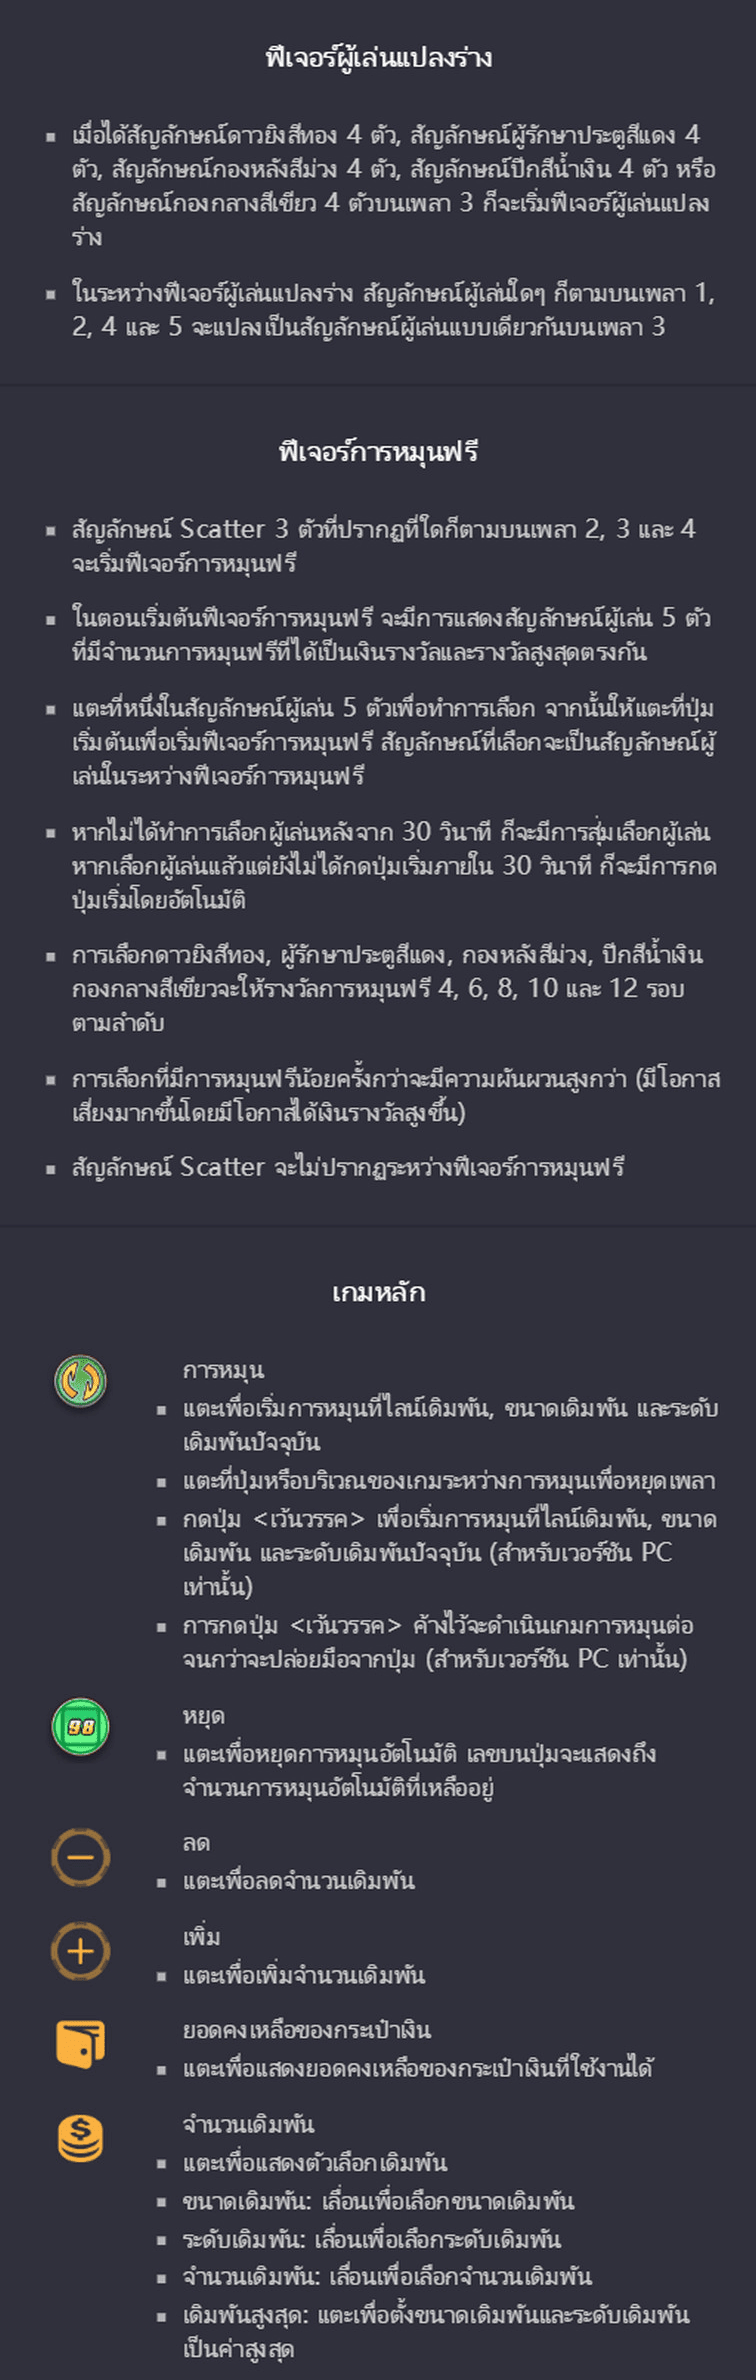 ฟีเจอร์ผู้เล่นแปลงร่าง
▪ เมื่อได้สัญลักษณ์ดาวยิงสีทอง 4 ตัว, สัญลักษณ์ผู้รักษาประตูสีแดง 4
ตัว, สัญลักษณ์กองหลังสีม่วง 4 ตัว, สัญลักษณ์ปีกสีน้ำเงิน 4 ตัว หรือ
สัญลักษณ์กองกลางสีเขียว 4 ตัวบนเพลา 3 ก็จะเริ่มฟีเจอร์ผู้เล่นแปลง
ร่าง
▪ ในระหว่างฟีเจอร์ผู้เล่นแปลงร่าง สัญลักษณ์ผู้เล่นใดๆ ก็ตามบนเพลา 1,
2, 4 และ 5 จะแปลงเป็นสัญลักษณ์ผู้เล่นแบบเดียวกันบนเพลา 3
ฟีเจอร์การหมุนฟรี
▪ สัญลักษณ์ Scatter 3 ตัวที่ปรากฏที่ใดก็ตามบนเพลา 2, 3 และ 4
จะเริ่มฟีเจอร์การหมุนฟรี
▪ ในตอนเริ่มต้นฟีเจอร์การหมุนฟรี จะมีการแสดงสัญลักษณ์ผู้เล่น 5 ตัว
ที่มีจำนวนการหมุนฟรีที่ได้เป็นเงินรางวัลและรางวัลสูงสุดตรงกัน
▪ แตะที่หนึ่งในสัญลักษณ์ผู้เล่น 5 ตัวเพื่อทำการเลือก จากนั้นให้แตะที่ปุ่ม
เริ่มต้นเพื่อเริ่มฟีเจอร์การหมุนฟรี สัญลักษณ์ที่เลือกจะเป็นสัญลักษณ์ผู้
เล่นในระหว่างฟีเจอร์การหมุนฟรี
▪ หากไม่ได้ทำการเลือกผู้เล่นหลังจาก 30 วินาที ก็จะมีการสุ่มเลือกผู้เล่น
หากเลือกผู้เล่นแล้วแต่ยังไม่ได้กดปุ่มเริ่มภายใน 30 วินาที ก็จะมีการกด
ปุ่มเริ่มโดยอัตโนมัติ
▪ การเลือกดาวยิงสีทอง, ผู้รักษาประตูสีแดง, กองหลังสีม่วง, ปีกสีน้ำเงิน
กองกลางสีเขียวจะให้รางวัลการหมุนฟรี 4, 6, 8, 10 และ 12 รอบ
ตามลำดับ
▪ การเลือกที่มีการหมุนฟรีน้อยครั้งกว่าจะมีความผันผวนสูงกว่า (มีโอกาส
เสี่ยงมากขึ้นโดยมีโอกาสได้เงินรางวัลสูงขึ้น)
▪ สัญลักษณ์ Scatter จะไม่ปรากฏระหว่างฟีเจอร์การหมุนฟรี
เกมหลัก
การหมุน
▪ แตะเพื่อเริ่มการหมุนที่ไลน์เดิมพัน, ขนาดเดิมพัน และระดับ
เดิมพันปัจจุบัน
▪ แตะที่ปุ่มหรือบริเวณของเกมระหว่างการหมุนเพื่อหยุดเพลา
▪ กดปุ่ม <เว้นวรรค> เพื่อเริ่มการหมุนที่ไลน์เดิมพัน, ขนาด
เดิมพัน และระดับเดิมพันปัจจุบัน (สำหรับเวอร์ชัน PC
เท่านั้น)
▪ การกดปุ่ม <เว้นวรรค> ค้างไว้จะดำเนินเกมการหมุนต่อ
จนกว่าจะปล่อยมือจากปุ่ม (สำหรับเวอร์ชัน PC เท่านั้น)
98
หยุด
▪ แตะเพื่อหยุดการหมุนอัตโนมัติ เลขบนปุ่มจะแสดงถึง
จำนวนการหมุนอัตโนมัติที่เหลืออยู่
ลด
▪ แตะเพื่อลดจำนวนเดิมพัน
เพิ่ม
▪ แตะเพื่อเพิ่มจำนวนเดิมพัน
ยอดคงเหลือของกระเป๋าเงิน
▪ แตะเพื่อแสดงยอดคงเหลือของกระเป๋าเงินที่ใช้งานได้
จำนวนเดิมพัน
▪ แตะเพื่อแสดงตัวเลือกเดิมพัน
▪ ขนาดเดิมพัน: เลื่อนเพื่อเลือกขนาดเดิมพัน
▪ ระดับเดิมพัน: เลื่อนเพื่อเลือกระดับเดิมพัน
▪ จำนวนเดิมพัน: เลื่อนเพื่อเลือกจำนวนเดิมพัน
▪ เดิมพันสูงสุด: แตะเพื่อตั้งขนาดเดิมพันและระดับเดิมพัน
เป็นค่าสูงสุด